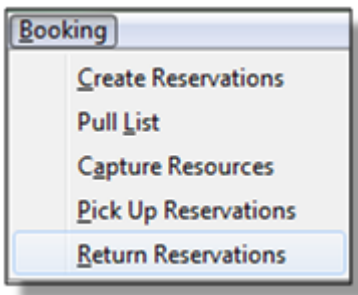 Booking
Create Reservations
Pull List
Capture Resources
Pick Up Reservations
Return Reservations